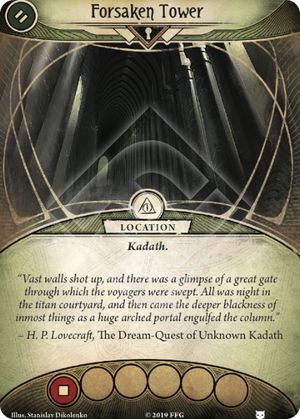 Forsaken Tower
LOCATION
Kadath.
“Vast walls shot up, and there was a glimpse of a great gate
through which the voyagers were swept. All was night in
the titan courtyard, and then came the deeper blackness of
inmost things as a huge arched portal engulfed the column.”
– H. P. Lovecraft, The Dream-Quest of Unknown Kadath
Illus. Stanislav Dikolenko
© 2019 FFG